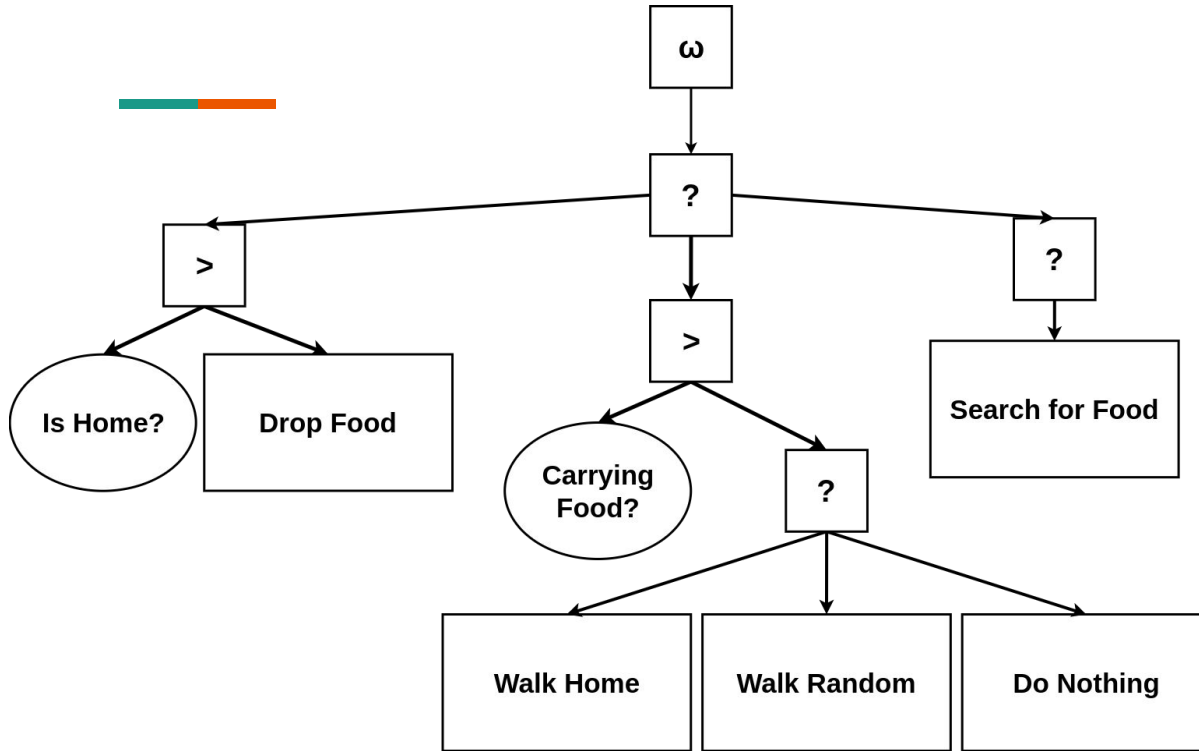 ω
?
>
?
>
Is Home?
Drop Food
Search for Food
Carrying
Food?
?
Walk Home
Walk Random
Do Nothing